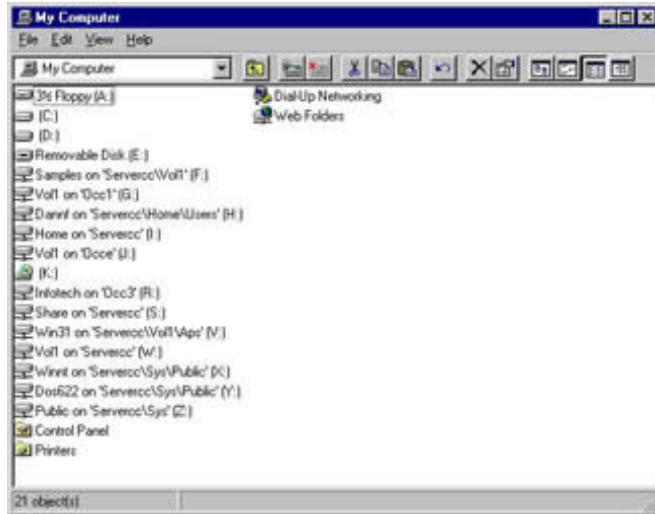 My Computer
File Edit View Help
My Computer
3½ Floppy (A:)
(C:)
(D:)
Removable Disk (E:)
Samples on 'Servercc\Vol1' (F:)
Vol1 on 'Occ1' (G:)
Dannf on 'Servercc\Home\Users' (H:)
Home on 'Servercc' (I:)
Vol1 on 'Occe' (J:)
(K:)
Infotech on 'Occ3' (R:)
Share on 'Servercc' (S:)
Win31 on 'Servercc\Vol1\Aps' (V:)
Vol1 on 'Servercc' (W:)
Winnt on 'Servercc\Sys\Public' (X:)
Dos622 on 'Servercc\Sys\Public' (Y:)
Public on 'Servercc\Sys' (Z:)
Control Panel
Printers
Dial-Up Networking
Web Folders
21 object(s)